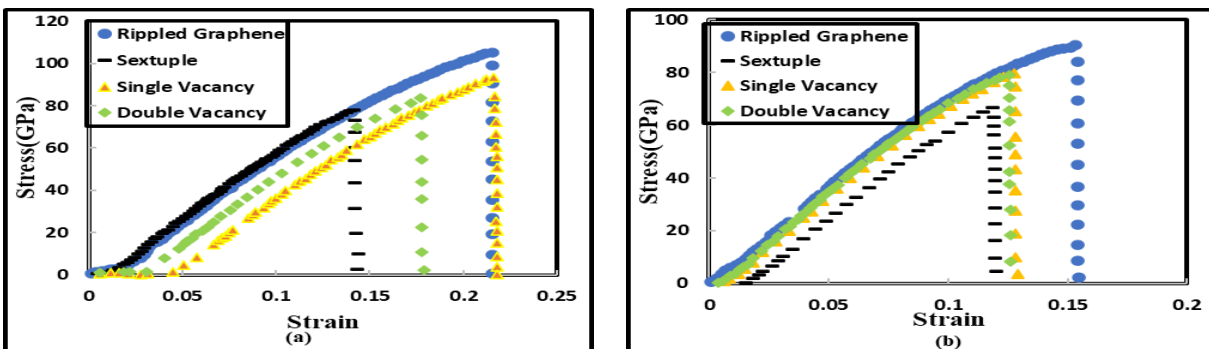 120
100
80
60
40
20
0
Stress(GPa)
Rippled Graphene
Sextuple
Single Vacancy
Double Vacancy
0 0.05 0.1 0.15 0.2 0.25
Strain
(a)
100
80
60
40
20
0
Stress(GPa)
Rippled Graphene
Sextuple
Single Vacancy
Double Vacancy
0 0.05 0.1 0.15 0.2
Strain
(b)